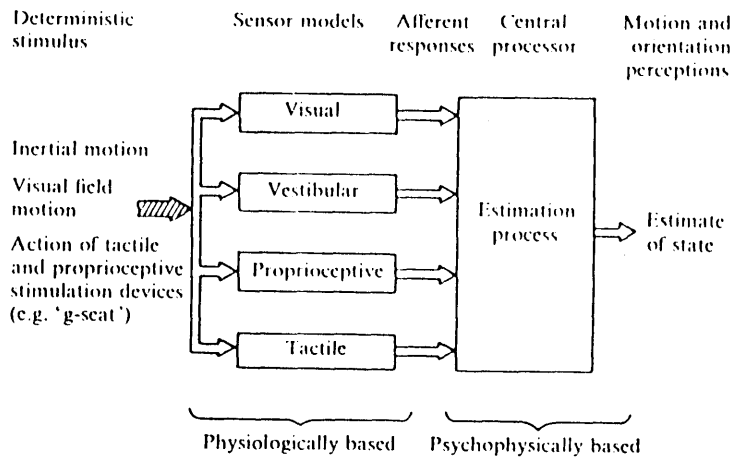 Deterministic
stimulus
Sensor models
Afferent
responses
Central
processor
Motion and
orientation
perceptions
Inertial motion
Visual field
motion
Action of tactile
and proprioceptive
stimulation devices
(e.g. 'g-seat')
Visual
Vestibular
Proprioceptive
Tactile
Estimation
process
Estimate
of state
Physiologically based
Psychophysically based